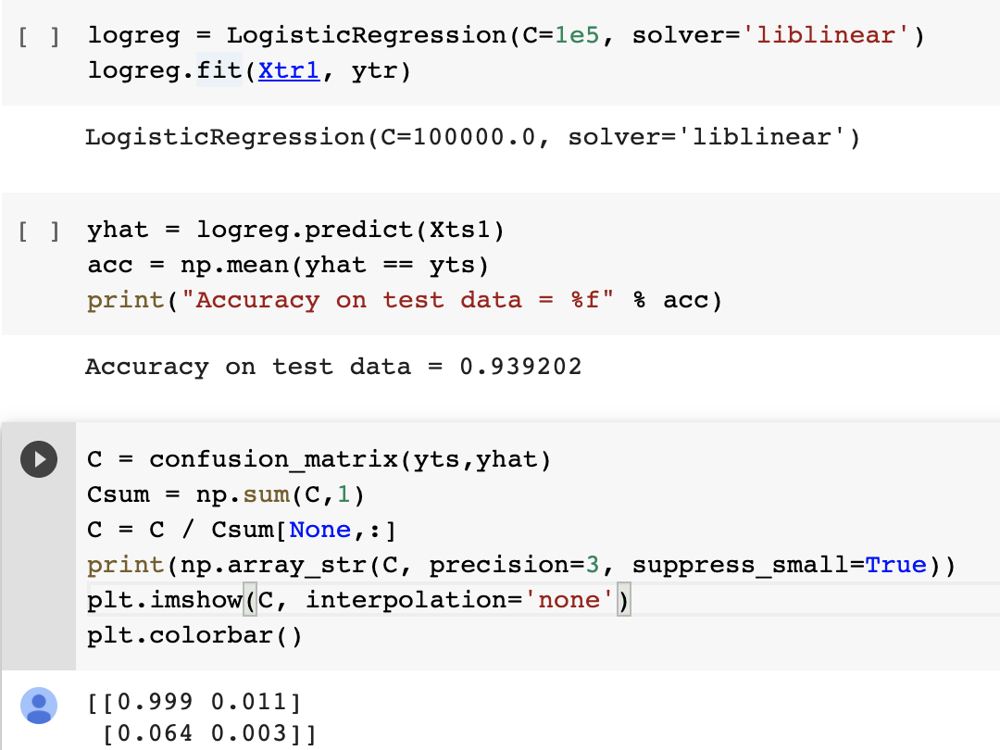 [ ] logreg = LogisticRegression(C=1e5, solver='liblinear')
logreg.fit(Xtr1, ytr)
LogisticRegression(C=100000.0, solver='liblinear')
[ ] yhat = logreg.predict(Xts1)
acc = np.mean(yhat == yts)
print("Accuracy on test data = %f" % acc)
Accuracy on test data = 0.939202
C = confusion_matrix(yts,yhat)
Csum = np.sum(C,1)
C = C / Csum[None,:]
print(np.array_str(C, precision=3, suppress_small=True))
plt.imshow(C, interpolation='none')
plt.colorbar()
[[0.999 0.011]
[0.064 0.003]]